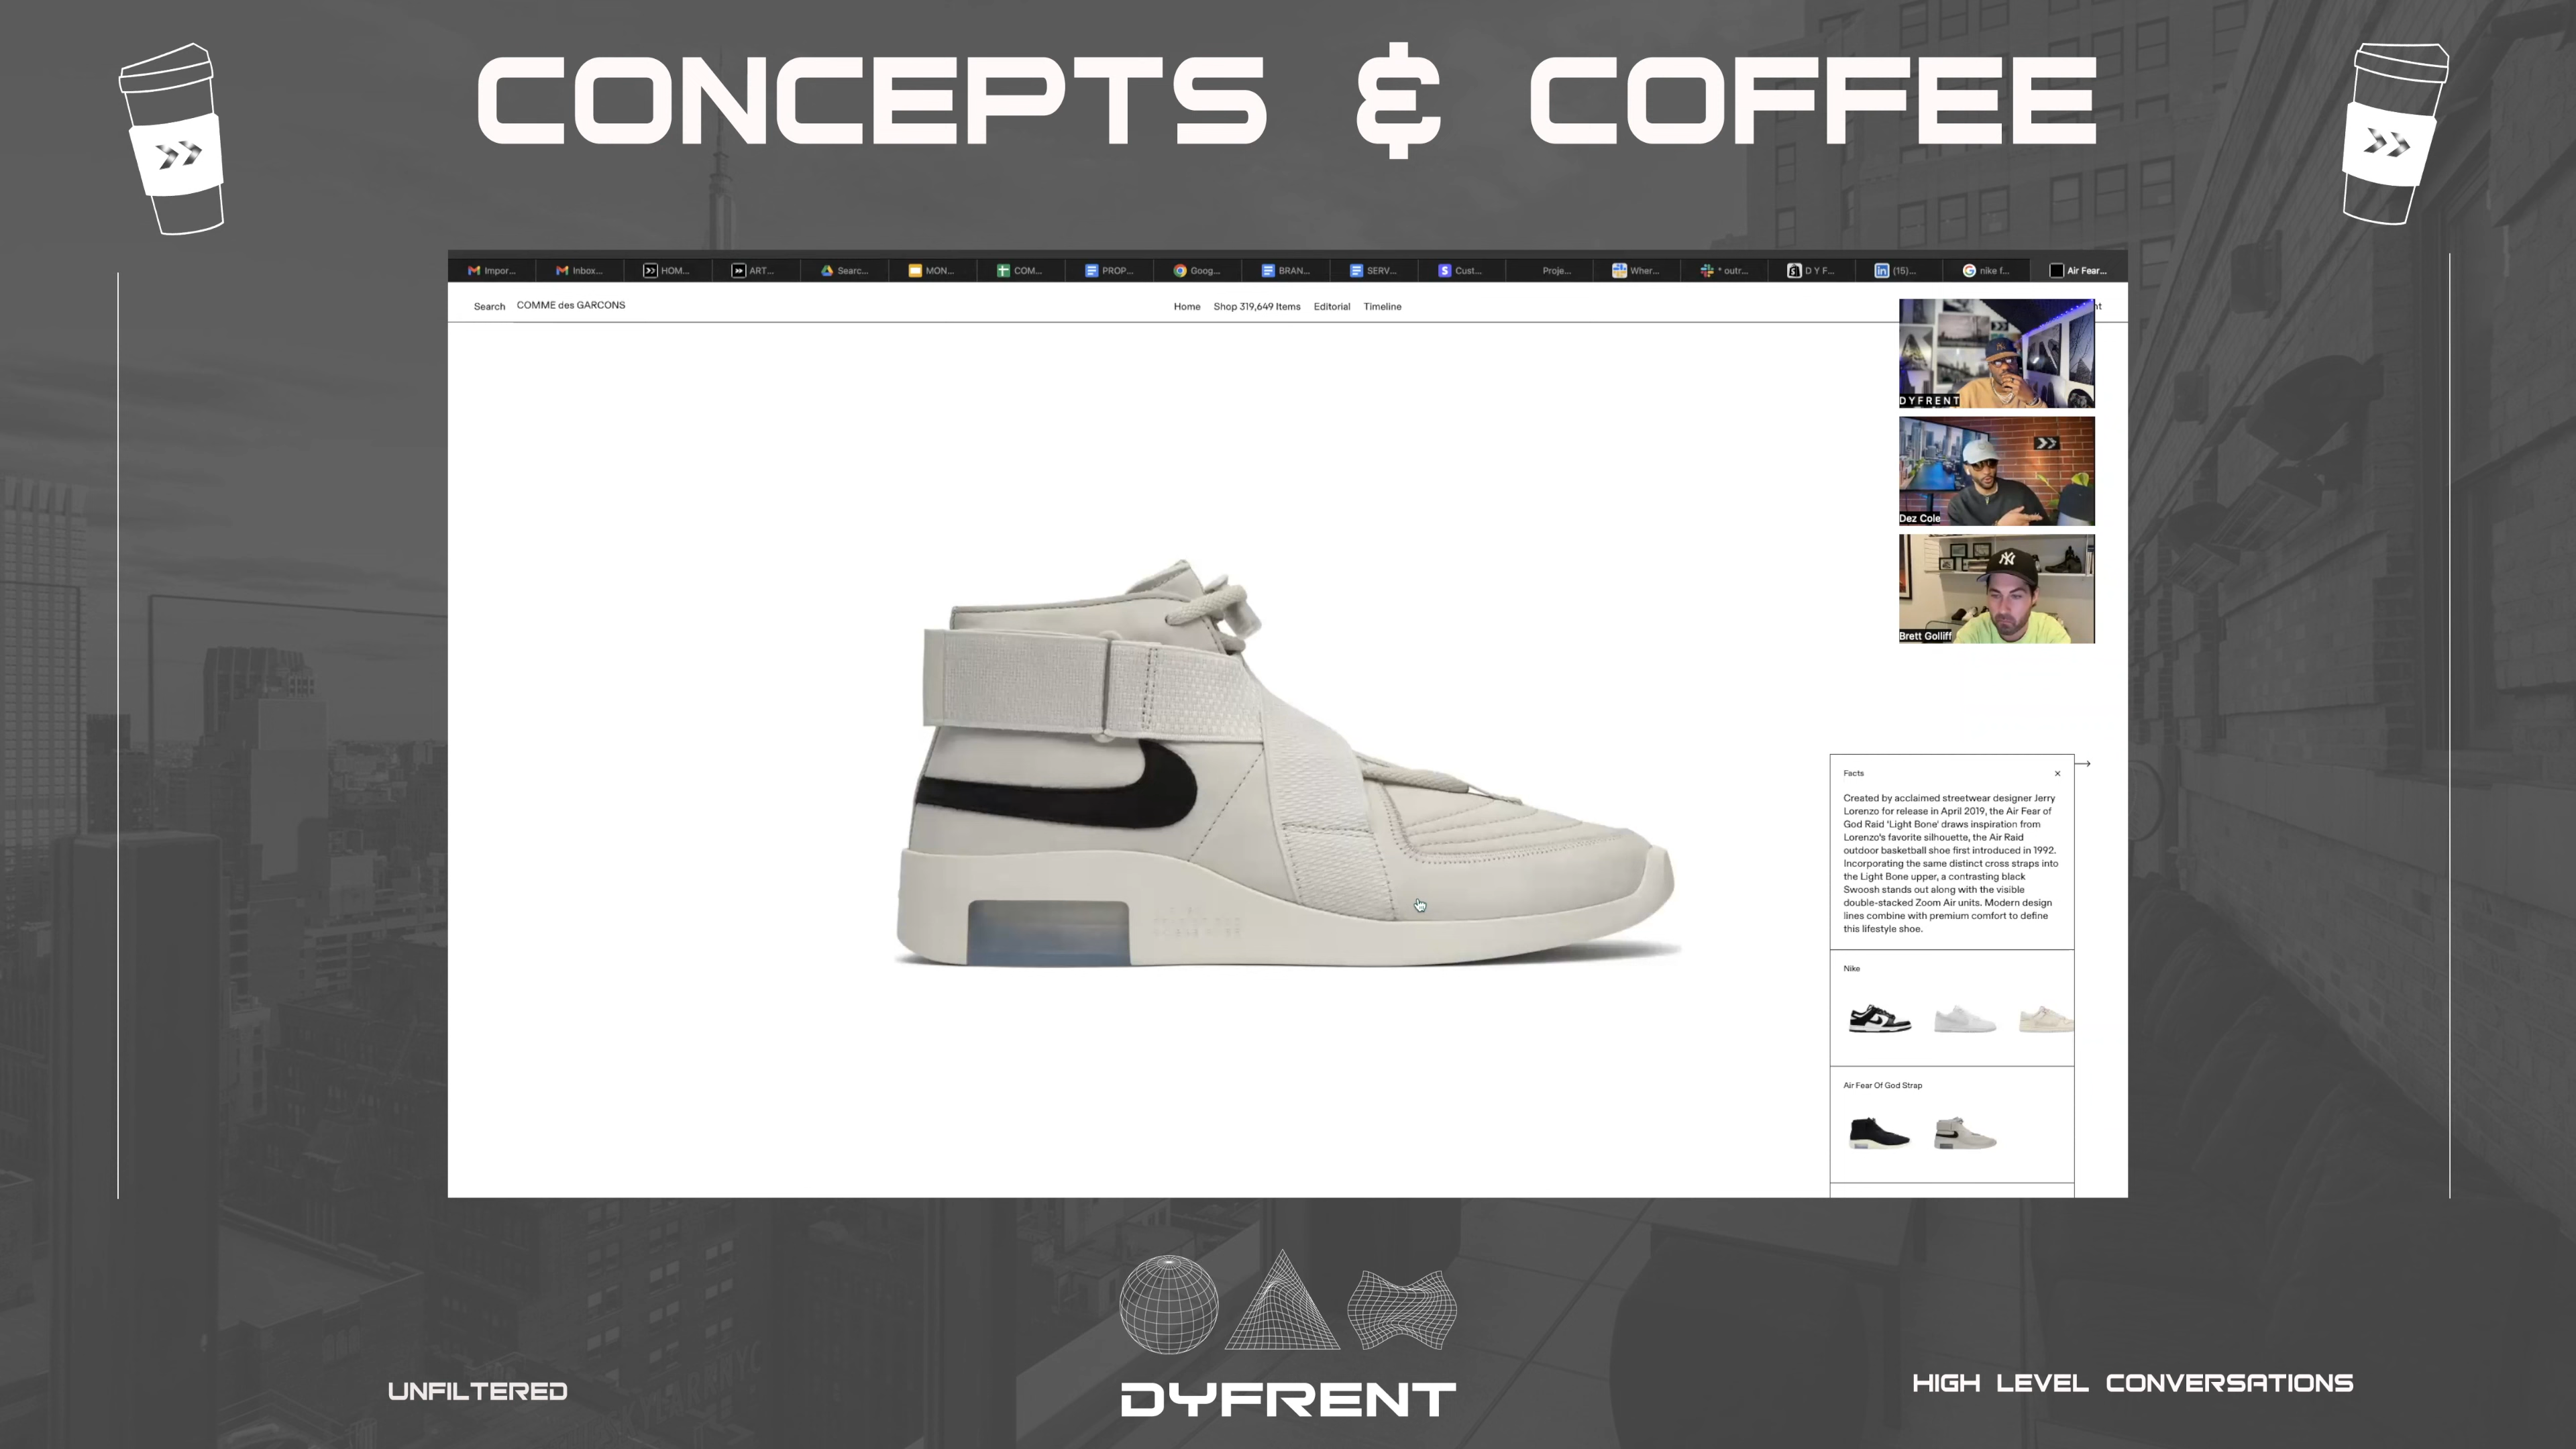 CONCEPTS & COFFEE
Impor...
Inbox...
HOM...
ART...
Searc...
MON...
COM...
PROP...
Goog...
BRAN...
SERV...
Cust...
Proje...
Wher...
* outr...
D Y F...
(15)...
nike f...
Air Fear...
Search
COMME des GARCONS
Home
Shop 319,649 Items
Editorial
Timeline
DYFRENT
Dez Cole
Brett Golliff
Facts
Created by acclaimed streetwear designer Jerry
Lorenzo for release in April 2019, the Air Fear of
God Raid 'Light Bone' draws inspiration from
Lorenzo's favorite silhouette, the Air Raid
outdoor basketball shoe first introduced in 1992.
Incorporating the same distinct cross straps into
the Light Bone upper, a contrasting black
Swoosh stands out along with the visible
double-stacked Zoom Air units. Modern design
lines combine with premium comfort to define
this lifestyle shoe.
Nike
Air Fear Of God Strap
UNFILTERED
DYFRENT
HIGH LEVEL CONVERSATIONS